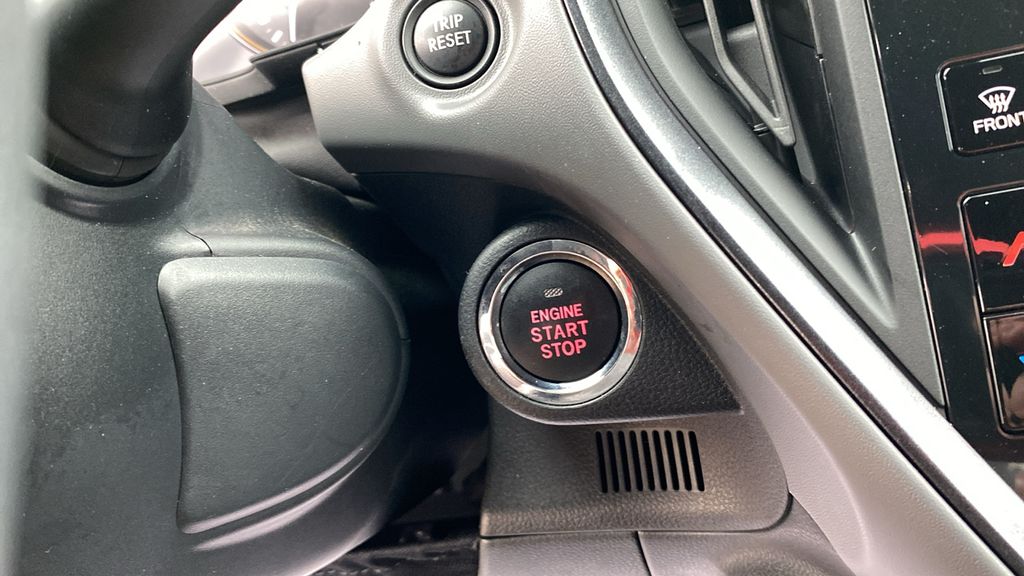 TRIP
RESET
FRONT
ENGINE
START
STOP